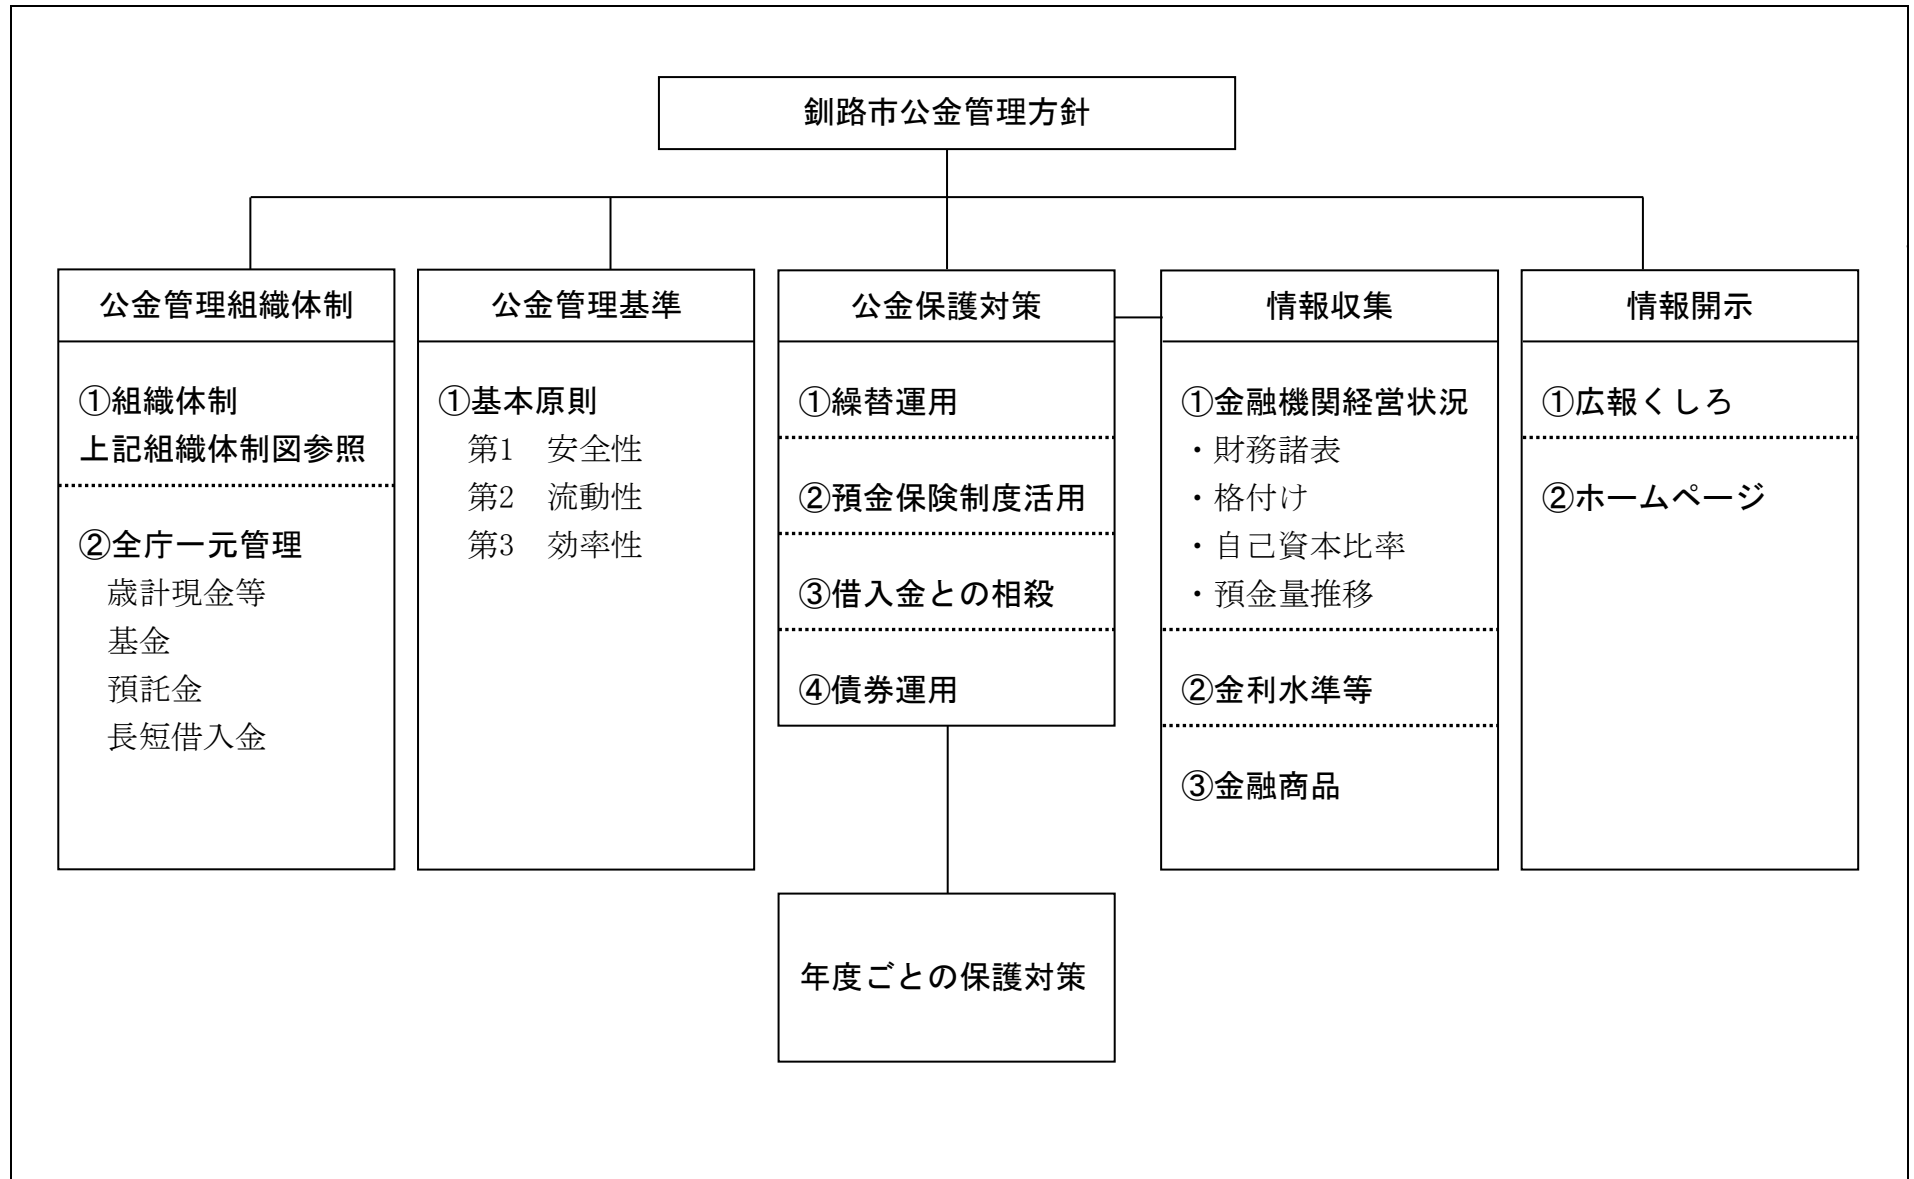 釧路市公金管理方針
公金管理組織体制
①組織体制
上記組織体制図参照
②全庁一元管理
歳計現金等
基金
預託金
長短借入金
公金管理基準
①基本原則
第1　安全性
第2　流動性
第3　効率性
公金保護対策
①繰替運用
②預金保険制度活用
③借入金との相殺
④債券運用
年度ごとの保護対策
情報収集
①金融機関経営状況
・財務諸表
・格付け
・自己資本比率
・預金量推移
②金利水準等
③金融商品
情報開示
①広報くしろ
②ホームページ